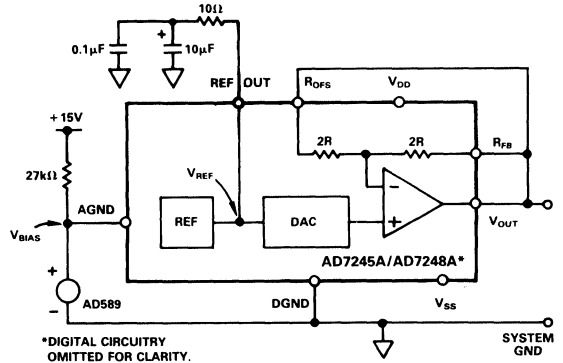 10Ω
0.1μF
+
10μF
REF OUT
R_OFS
V_DD
+15V
2R
2R
R_FB
27kΩ
V_REF
AGND
REF
DAC
−
+
V_OUT
V_BIAS
AD7245A/AD7248A*
+
AD589
−
DGND
V_SS
*DIGITAL CIRCUITRY
OMITTED FOR CLARITY.
SYSTEM
GND